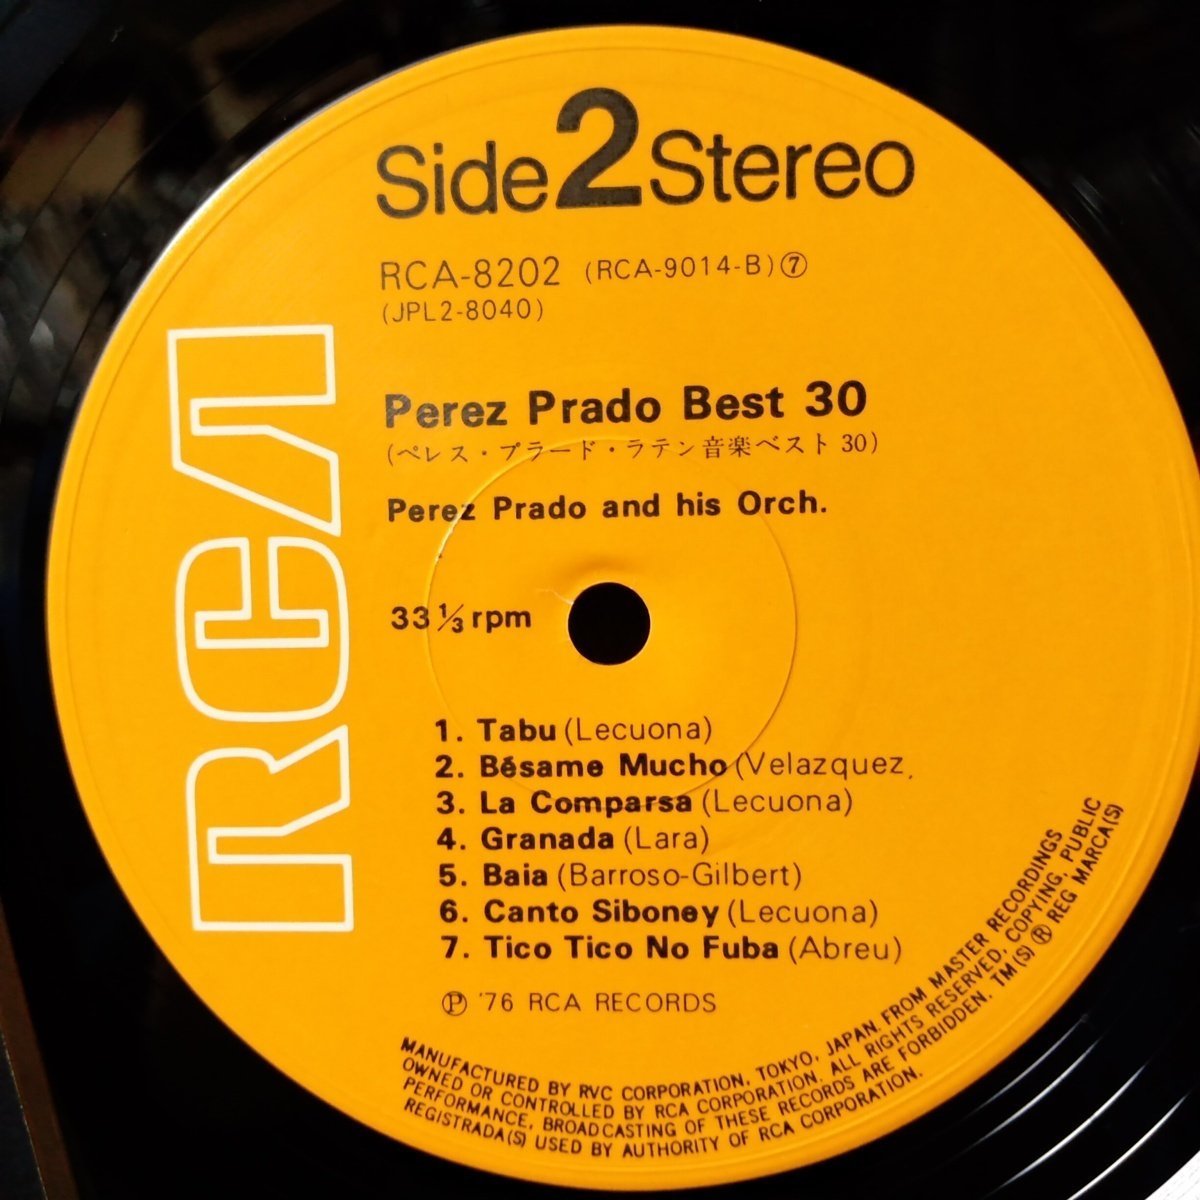 Side 2 Stereo
RCA-8202 (RCA-9014-B)⑦
(JPL2-8040)
RCA
Perez Prado Best 30
(ペレス・プラード・ラテン音楽ベスト30)
Perez Prado and his Orch.
33 1/3 rpm
1. Tabu (Lecuona)
2. Bésame Mucho (Velazquez,
3. La Comparsa (Lecuona)
4. Granada (Lara)
5. Baia (Barroso-Gilbert)
6. Canto Siboney (Lecuona)
7. Tico Tico No Fuba (Abreu)
Ⓟ '76 RCA RECORDS
MANUFACTURED BY RVC CORPORATION, TOKYO, JAPAN. FROM MASTER RECORDINGS
OWNED OR CONTROLLED BY RCA CORPORATION. ALL RIGHTS RESERVED. COPYING, PUBLIC
PERFORMANCE, BROADCASTING OF THESE RECORDS ARE FORBIDDEN. TM(S) ® REG MARCA(S)
REGISTRADA(S) USED BY AUTHORITY OF RCA CORPORATION.